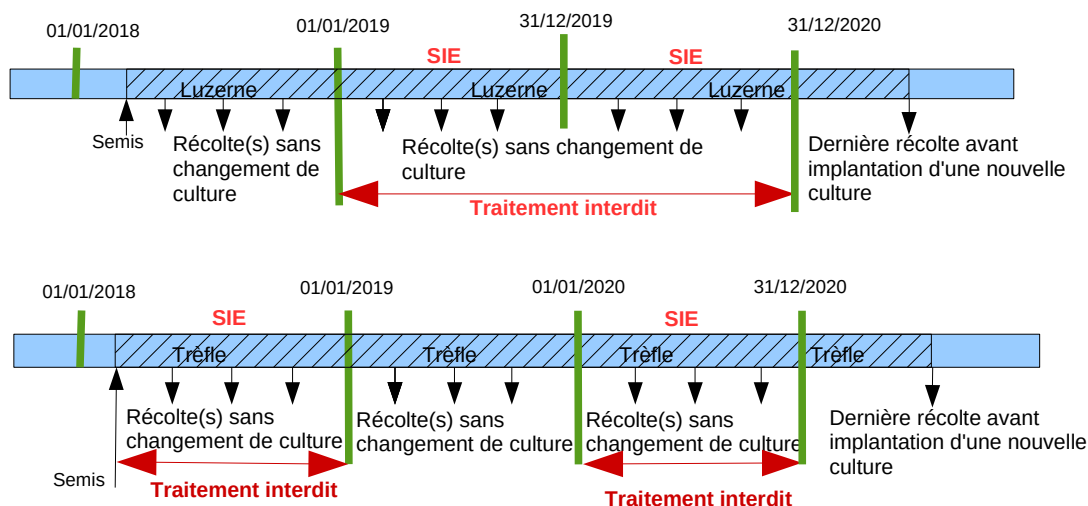 01/01/2018
01/01/2019
31/12/2019
31/12/2020
SIE
SIE
Luzerne
Luzerne
Luzerne
Semis
Récolte(s) sans
changement de
culture
Récolte(s) sans changement de
culture
Dernière récolte avant
implantation d'une nouvelle
culture
Traitement interdit
01/01/2018
01/01/2019
01/01/2020
31/12/2020
SIE
SIE
Trèfle
Trèfle
Trèfle
Trèfle
Récolte(s) sans
changement de culture
Récolte(s) sans
changement de culture
Récolte(s) sans
changement de culture
Dernière récolte avant
implantation d'une nouvelle
culture
Semis
Traitement interdit
Traitement interdit